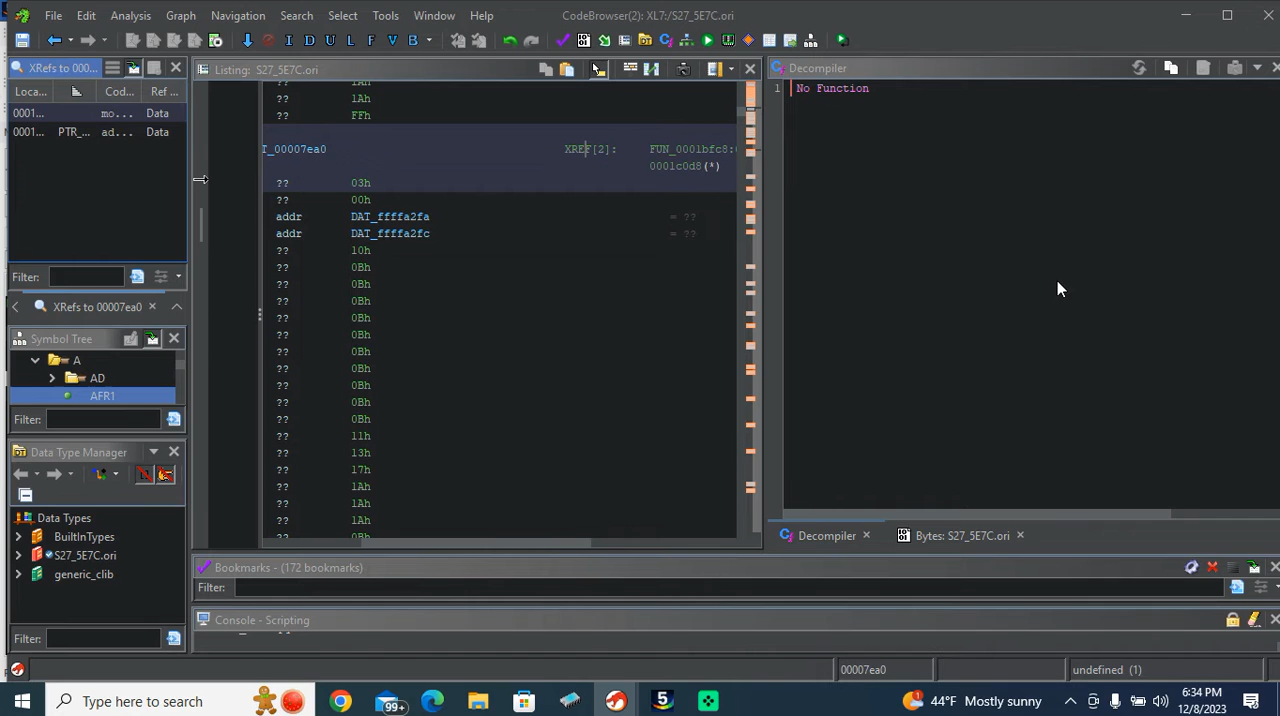 File Edit Analysis Graph Navigation Search Select Tools Window Help CodeBrowser(2): XL7:/S27_5E7C.ori
I D U L F V B
XRefs to 000... Listing: S27_5E7C.ori Decompiler
Loca... Cod... Ref ...
0001... mo... Data
0001... PTR_... ad... Data
1Ah
?? 1Ah
?? FFh
T_00007ea0 XREF[2]: FUN_0001bfc8:
0001c0d8(*)
?? 03h
?? 00h
addr DAT_ffffa2fa = ??
addr DAT_ffffa2fc = ??
?? 10h
?? 0Bh
?? 0Bh
?? 0Bh
?? 0Bh
?? 0Bh
?? 0Bh
?? 0Bh
?? 0Bh
?? 0Bh
?? 0Bh
?? 11h
?? 13h
?? 17h
?? 1Ah
?? 1Ah
?? 1Ah
?? 0Bh
1 No Function
Filter:
XRefs to 00007ea0
Symbol Tree
A
AD
AFR1
Filter:
Data Type Manager
Data Types
BuiltInTypes
S27_5E7C.ori
generic_clib
Filter:
Decompiler Bytes: S27_5E7C.ori
Bookmarks - (172 bookmarks)
Filter:
Console - Scripting
00007ea0 undefined (1)
Type here to search 99+ 5 44°F Mostly sunny 6:34 PM
12/8/2023